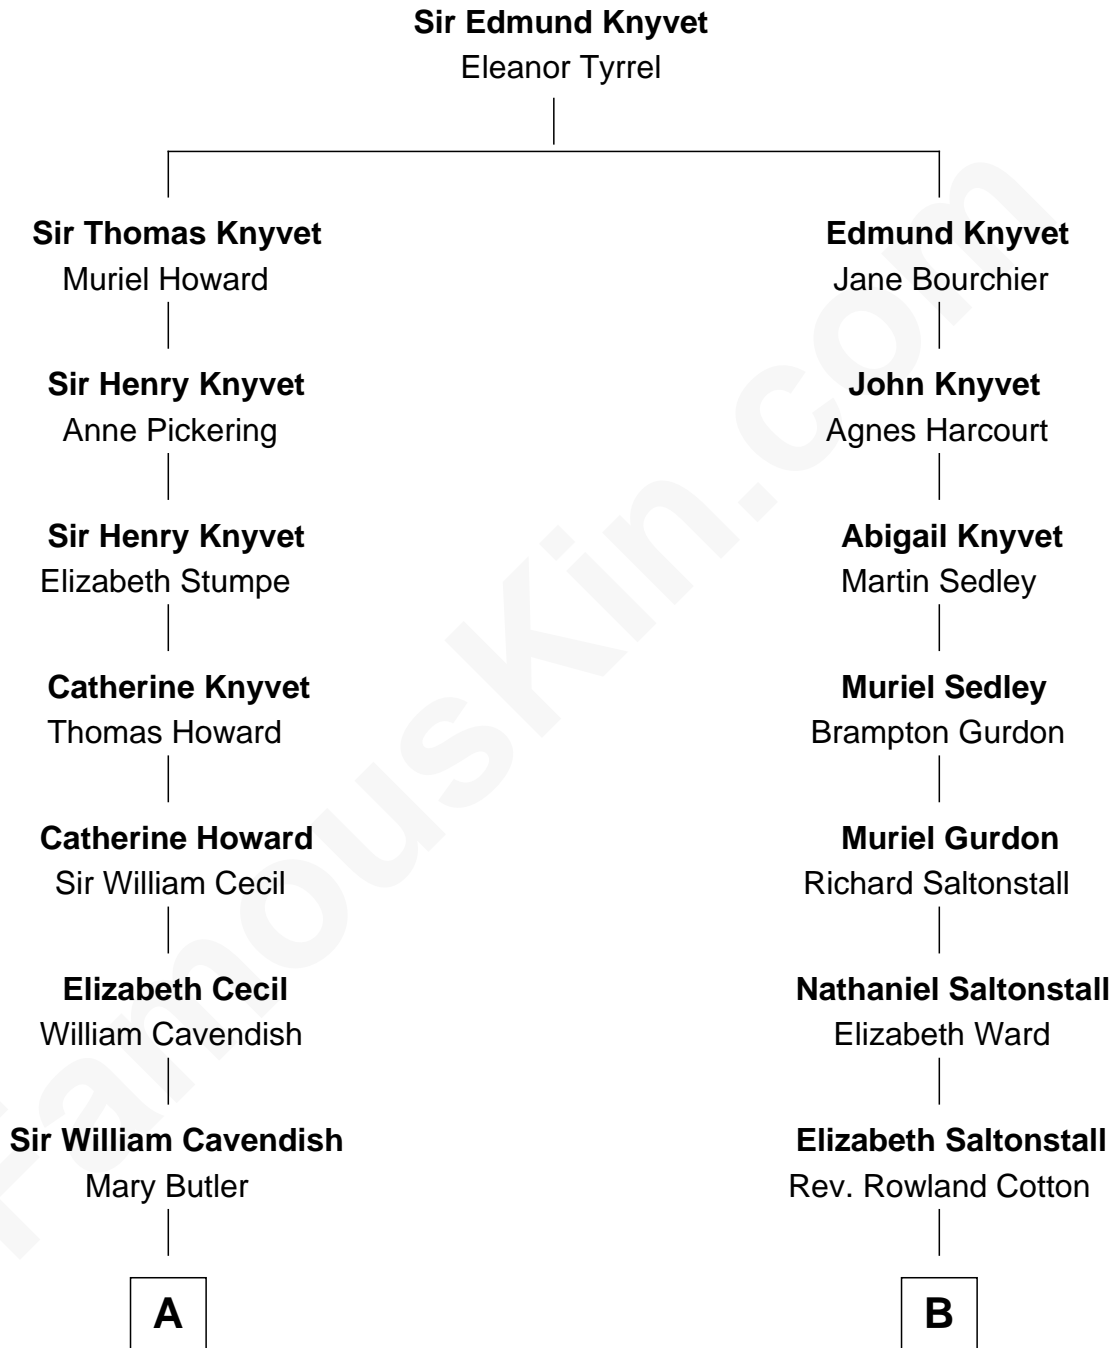 Sir Edmund Knyvet
Eleanor Tyrrel
Sir Thomas Knyvet
Muriel Howard
Edmund Knyvet
Jane Bourchier
Sir Henry Knyvet
Anne Pickering
John Knyvet
Agnes Harcourt
Sir Henry Knyvet
Elizabeth Stumpe
Abigail Knyvet
Martin Sedley
Catherine Knyvet
Thomas Howard
Muriel Sedley
Brampton Gurdon
Catherine Howard
Sir William Cecil
Muriel Gurdon
Richard Saltonstall
Elizabeth Cecil
William Cavendish
Nathaniel Saltonstall
Elizabeth Ward
Sir William Cavendish
Mary Butler
Elizabeth Saltonstall
Rev. Rowland Cotton
A
B
FamousKin.com